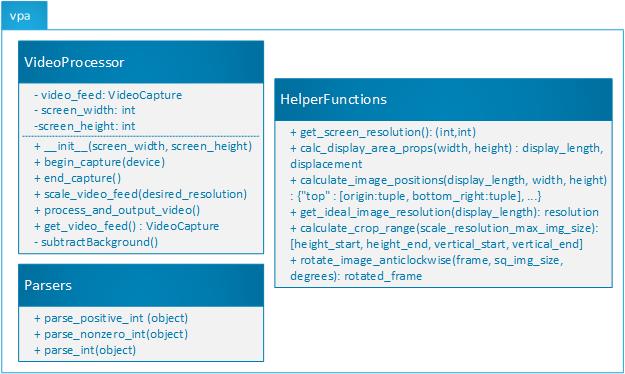 vpa
VideoProcessor
- video_feed: VideoCapture
- screen_width: int
-screen_height: int
+ __init__(screen_width, screen_height)
+ begin_capture(device)
+ end_capture()
+ scale_video_feed(desired_resolution)
+ process_and_output_video()
+ get_video_feed() : VideoCapture
- subtractBackground()
Parsers
+ parse_positive_int (object)
+ parse_nonzero_int(object)
+ parse_int(object)
HelperFunctions
+ get_screen_resolution(): (int,int)
+ calc_display_area_props(width, height) : display_length,
displacement
+ calculate_image_positions(display_length, width, height)
: {"top" : [origin:tuple, bottom_right:tuple], ...}
+ get_ideal_image_resolution(display_length): resolution
+ calculate_crop_range(scale_resolution_max_img_size):
[height_start, height_end, vertical_start, vertical_end]
+ rotate_image_anticlockwise(frame, sq_img_size,
degrees): rotated_frame